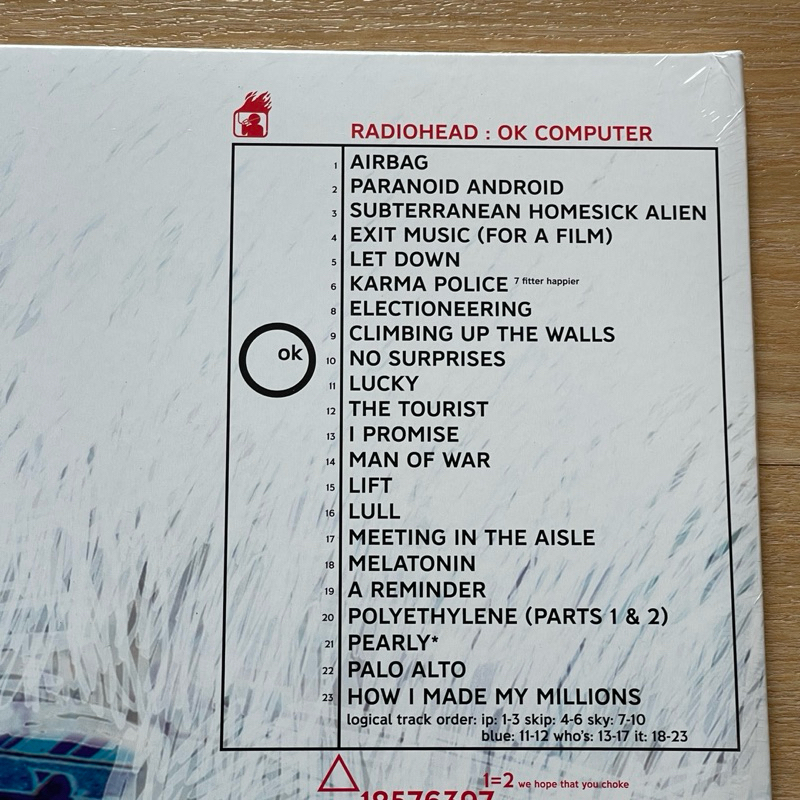 RADIOHEAD : OK COMPUTER
1 AIRBAG
2 PARANOID ANDROID
3 SUBTERRANEAN HOMESICK ALIEN
4 EXIT MUSIC (FOR A FILM)
5 LET DOWN
6 KARMA POLICE 7 fitter happier
8 ELECTIONEERING
9 CLIMBING UP THE WALLS
ok
10 NO SURPRISES
11 LUCKY
12 THE TOURIST
13 I PROMISE
14 MAN OF WAR
15 LIFT
16 LULL
17 MEETING IN THE AISLE
18 MELATONIN
19 A REMINDER
20 POLYETHYLENE (PARTS 1 & 2)
21 PEARLY*
22 PALO ALTO
23 HOW I MADE MY MILLIONS
logical track order: ip: 1-3 skip: 4-6 sky: 7-10
blue: 11-12 who's: 13-17 it: 18-23
1=2 we hope that you choke
18576397